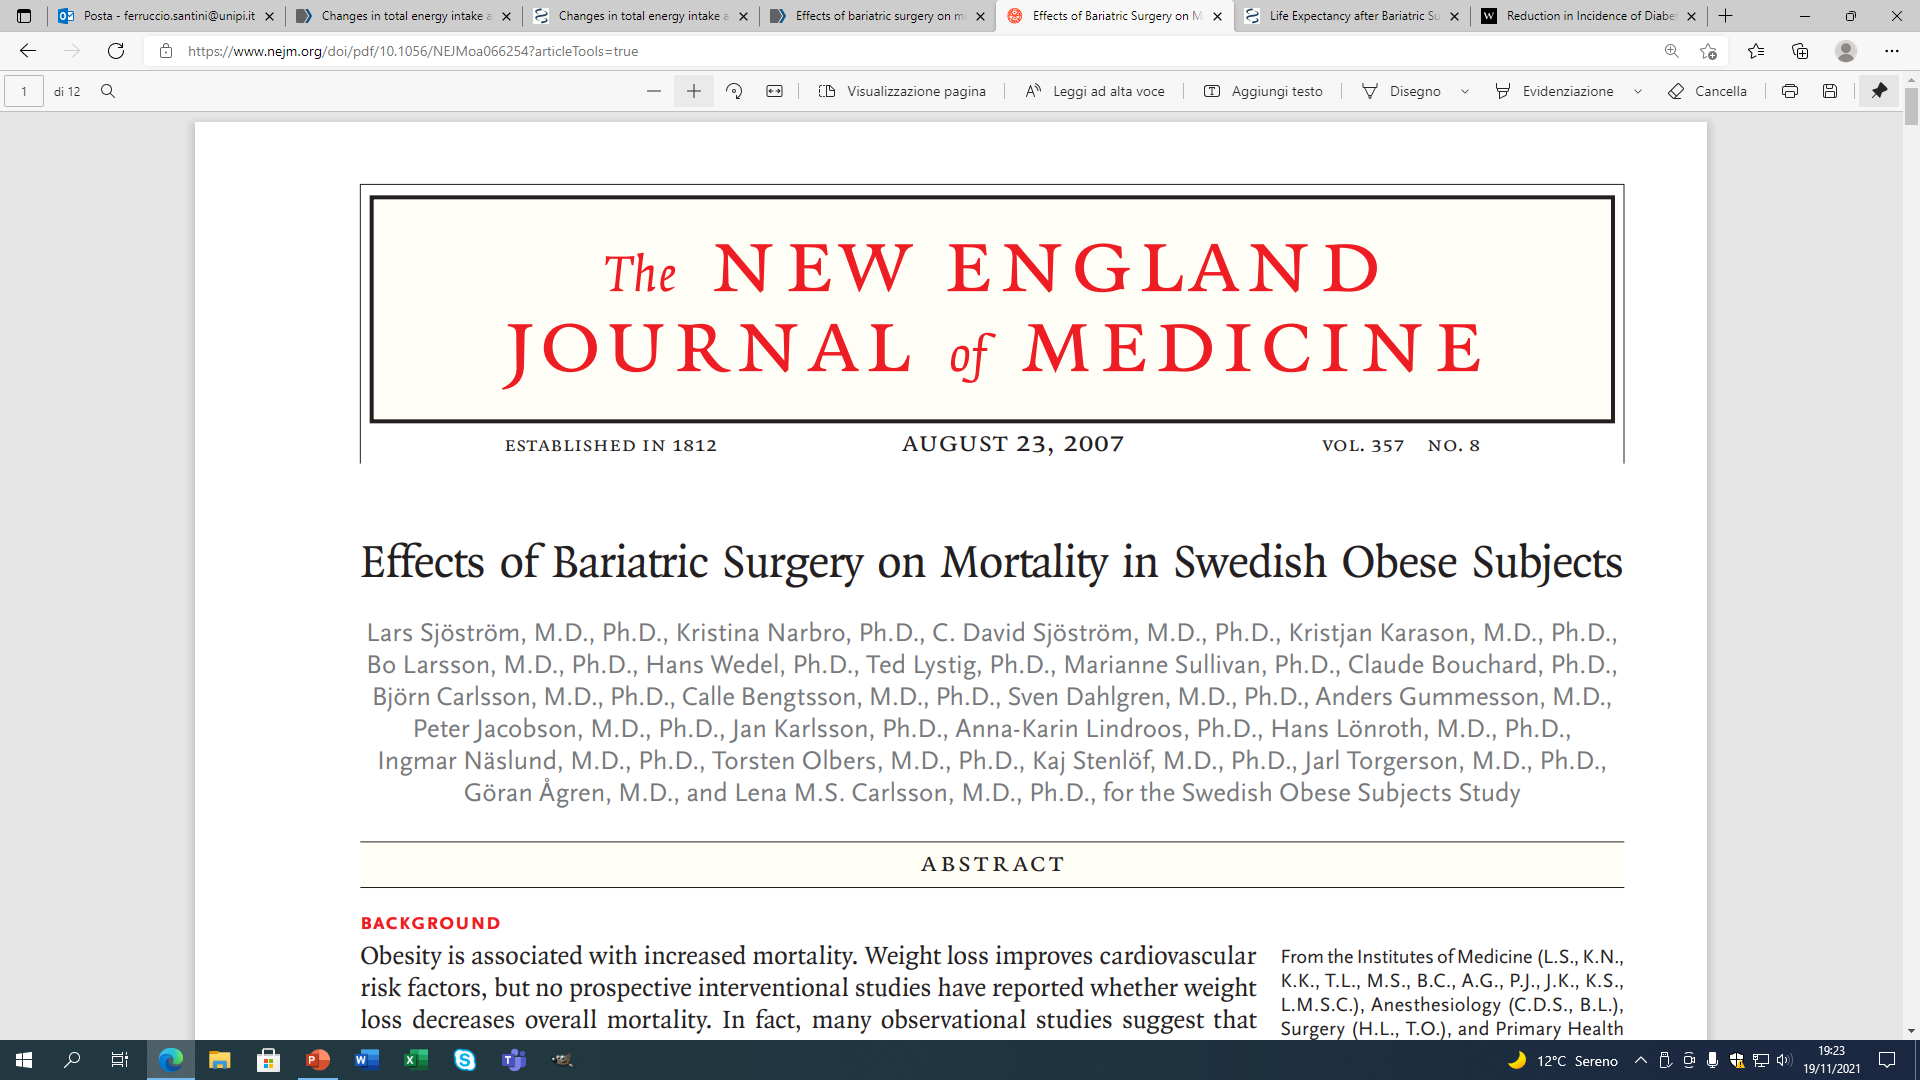 Posta - ferruccio.santini@unipi.it
Changes in total energy intake a
Changes in total energy intake a
Effects of bariatric surgery on mo
Effects of Bariatric Surgery on M
Life Expectancy after Bariatric Su
Reduction in Incidence of Diabet
https://www.nejm.org/doi/pdf/10.1056/NEJMoa066254?articleTools=true
1 di 12
Visualizzazione pagina
Leggi ad alta voce
Aggiungi testo
Disegno
Evidenziazione
Cancella
The NEW ENGLAND
JOURNAL of MEDICINE
ESTABLISHED IN 1812 AUGUST 23, 2007 VOL. 357 NO. 8
Effects of Bariatric Surgery on Mortality in Swedish Obese Subjects
Lars Sjöström, M.D., Ph.D., Kristina Narbro, Ph.D., C. David Sjöström, M.D., Ph.D., Kristjan Karason, M.D., Ph.D.,
Bo Larsson, M.D., Ph.D., Hans Wedel, Ph.D., Ted Lystig, Ph.D., Marianne Sullivan, Ph.D., Claude Bouchard, Ph.D.,
Björn Carlsson, M.D., Ph.D., Calle Bengtsson, M.D., Ph.D., Sven Dahlgren, M.D., Ph.D., Anders Gummesson, M.D.,
Peter Jacobson, M.D., Ph.D., Jan Karlsson, Ph.D., Anna-Karin Lindroos, Ph.D., Hans Lönroth, M.D., Ph.D.,
Ingmar Näslund, M.D., Ph.D., Torsten Olbers, M.D., Ph.D., Kaj Stenlöf, M.D., Ph.D., Jarl Torgerson, M.D., Ph.D.,
Göran Ågren, M.D., and Lena M.S. Carlsson, M.D., Ph.D., for the Swedish Obese Subjects Study
ABSTRACT
BACKGROUND
Obesity is associated with increased mortality. Weight loss improves cardiovascular
risk factors, but no prospective interventional studies have reported whether weight
loss decreases overall mortality. In fact, many observational studies suggest that
From the Institutes of Medicine (L.S., K.N.,
K.K., T.L., M.S., B.C., A.G., P.J., J.K., K.S.,
L.M.S.C.), Anesthesiology (C.D.S., B.L.),
Surgery (H.L., T.O.), and Primary Health
12°C Sereno
19:23
19/11/2021